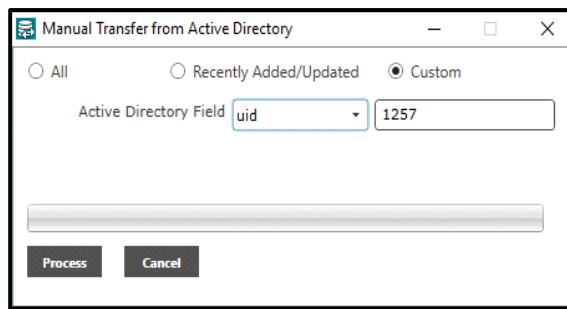 Manual Transfer from Active Directory
All Recently Added/Updated Custom
Active Directory Field uid 1257
Process Cancel